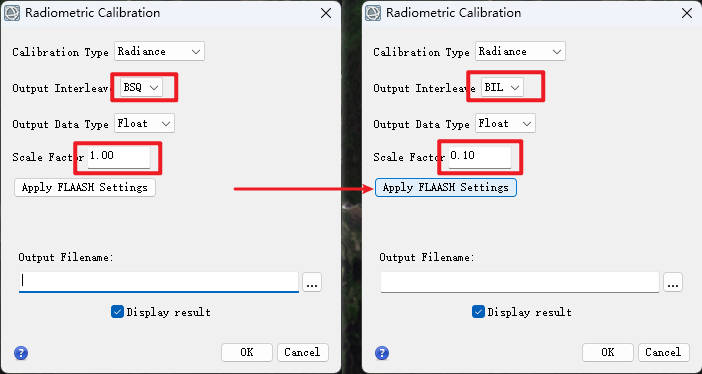 Radiometric Calibration
Calibration Type Radiance
Output Interleave BSQ
Output Data Type Float
Scale Factor 1.00
Apply FLAASH Settings
Output Filename:
...
Display result
?
OK Cancel
Radiometric Calibration
Calibration Type Radiance
Output Interleave BIL
Output Data Type Float
Scale Factor 0.10
Apply FLAASH Settings
Output Filename:
...
Display result
?
OK Cancel